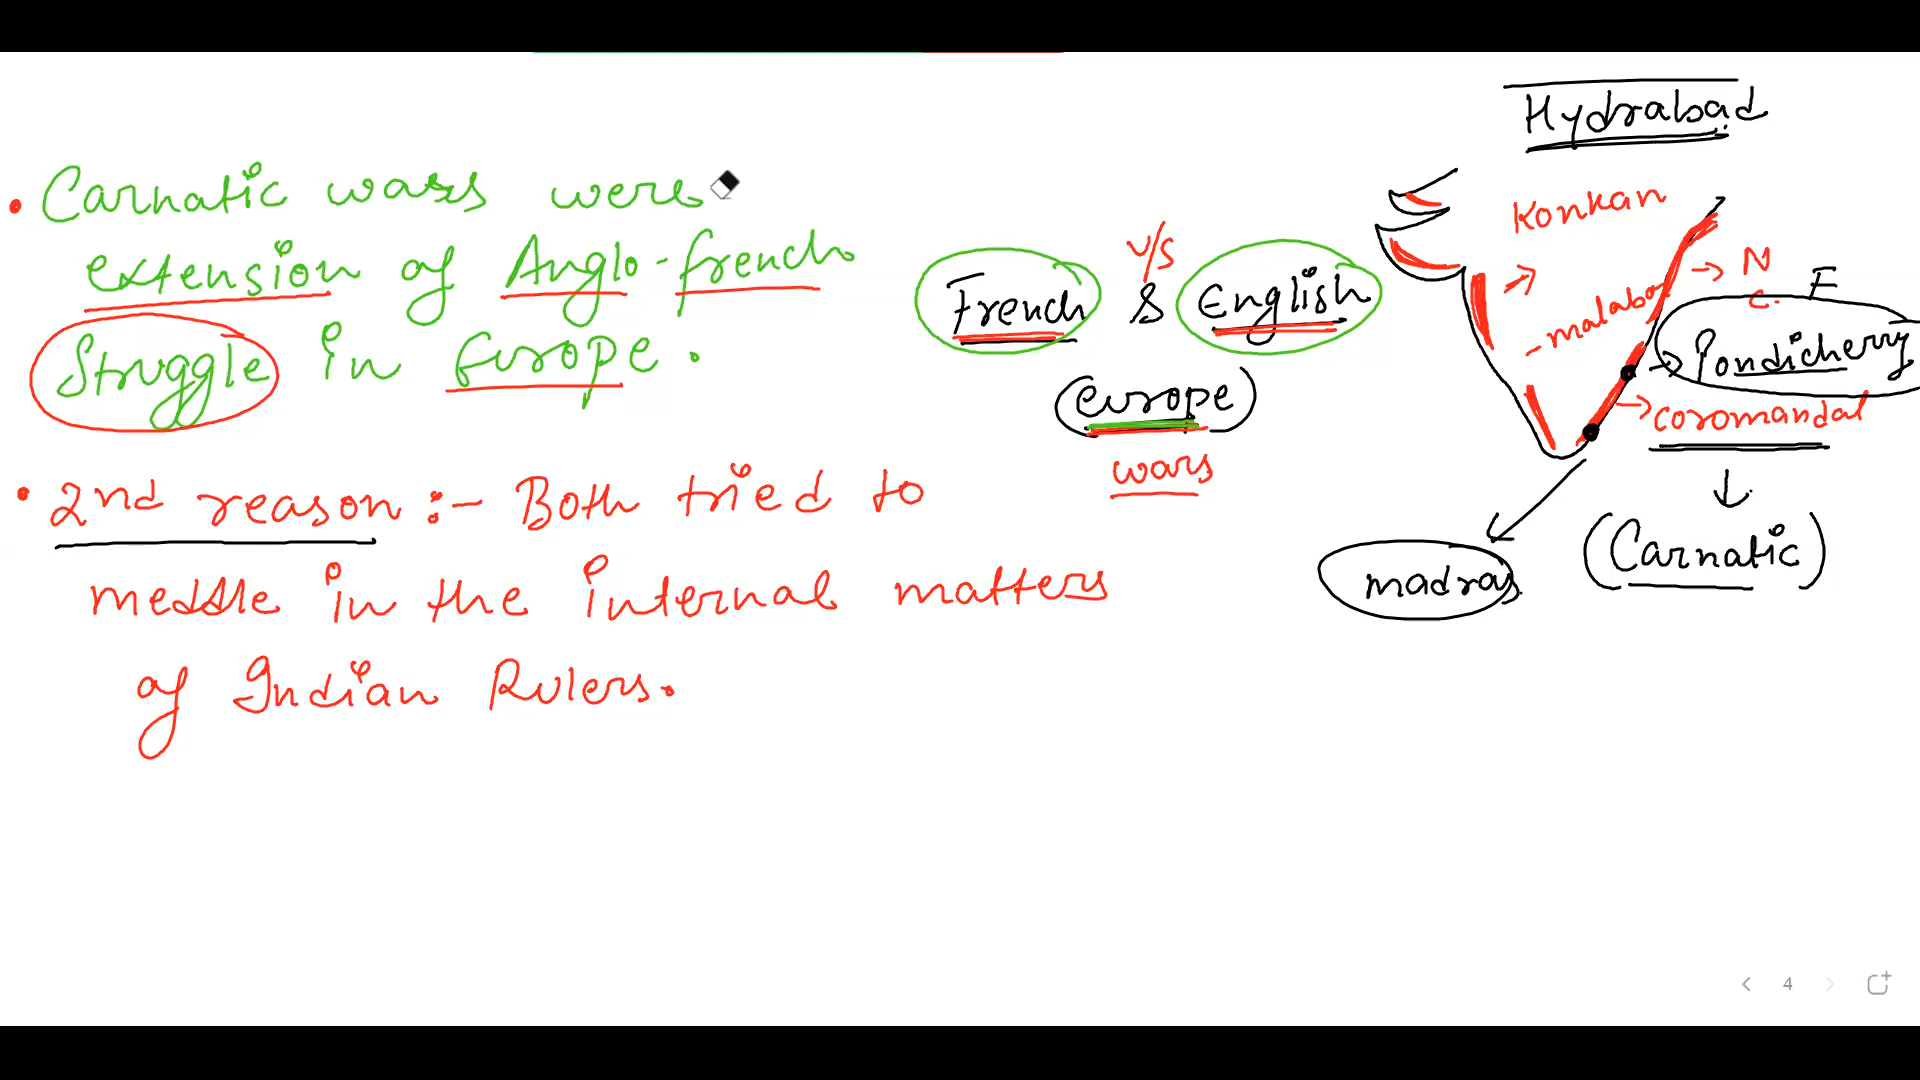 Hydrabad
• Carnatic wars were
extension of Anglo-french
Struggle in Europe.
Konkan
v/s
French & English
(europe)
wars
→ N
C.
F
- malabar
→ Pondicherry
→ coromandal
↓
(Carnatic)
madras
• 2nd reason :- Both tried to
meddle in the internal matters
of Indian Rulers.
4